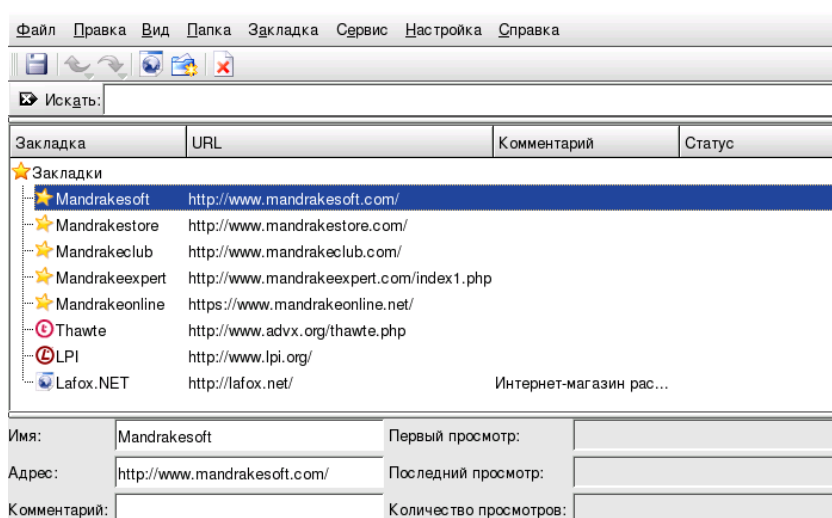 Файл Правка Вид Папка Закладка Сервис Настройка Справка
Искать:
Закладка URL Комментарий Статус
Закладки
Mandrakesoft http://www.mandrakesoft.com/
Mandrakestore http://www.mandrakestore.com/
Mandrakeclub http://www.mandrakeclub.com/
Mandrakeexpert http://www.mandrakeexpert.com/index1.php
Mandrakeonline https://www.mandrakeonline.net/
Thawte http://www.advx.org/thawte.php
LPI http://www.lpi.org/
Lafox.NET http://lafox.net/ Интернет-магазин рас...
Имя: Mandrakesoft Первый просмотр:
Адрес: http://www.mandrakesoft.com/ Последний просмотр:
Комментарий: Количество просмотров: